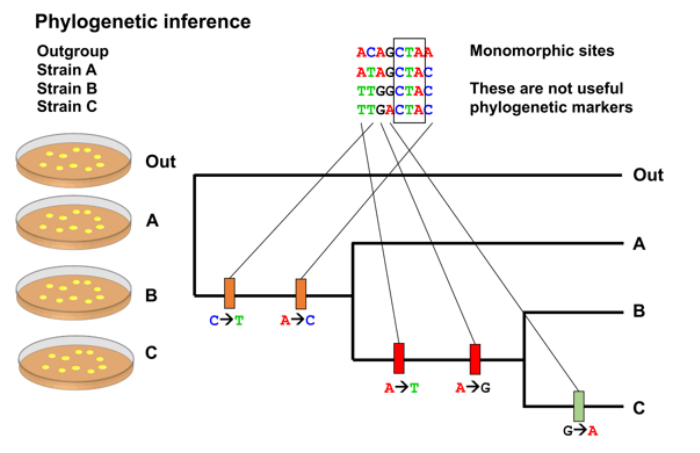 Phylogenetic inference
Outgroup
Strain A
Strain B
Strain C
ACAGCTAA
ATAGCTAC
TTGGCTAC
TTGACTAC
Monomorphic sites
These are not useful
phylogenetic markers
Out
A
B
C
Out
A
B
C
C→T
A→C
A→T
A→G
G→A